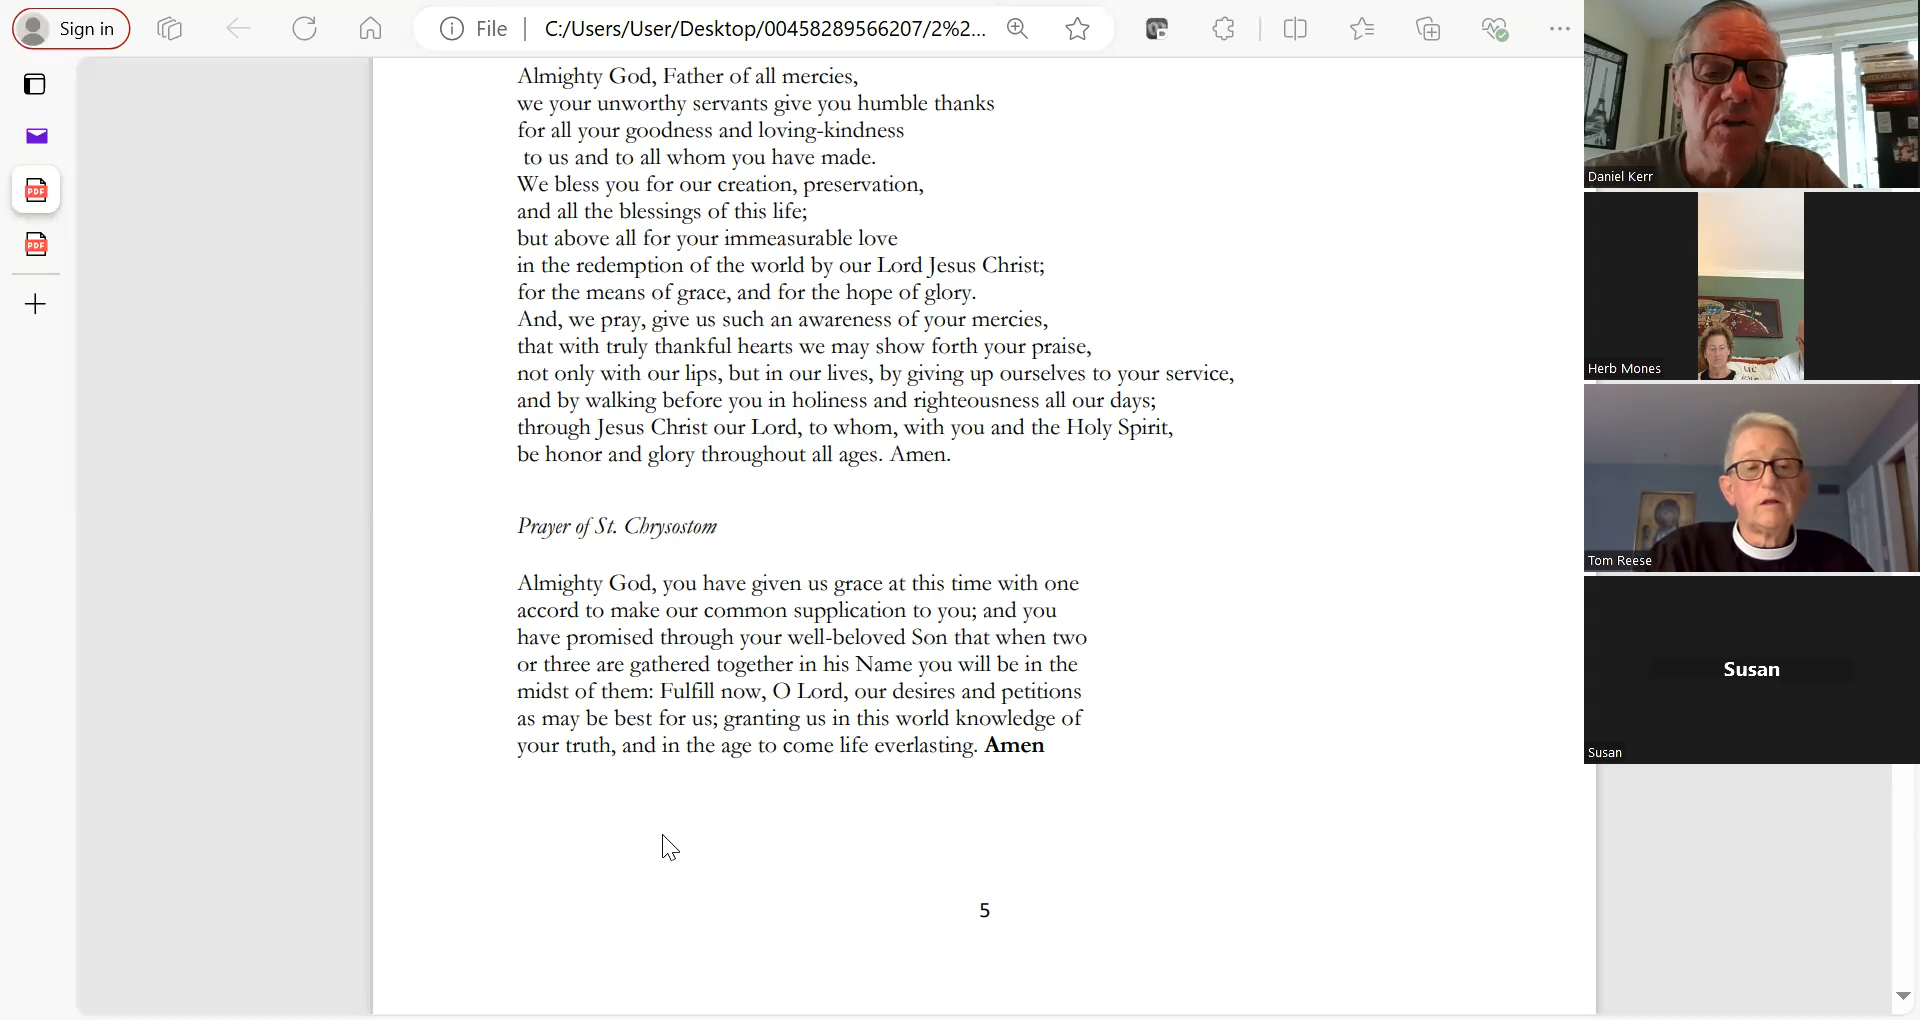 Sign in
File
C:/Users/User/Desktop/00458289566207/2%2...
Almighty God, Father of all mercies,
we your unworthy servants give you humble thanks
for all your goodness and loving-kindness
to us and to all whom you have made.
We bless you for our creation, preservation,
and all the blessings of this life;
but above all for your immeasurable love
in the redemption of the world by our Lord Jesus Christ;
for the means of grace, and for the hope of glory.
And, we pray, give us such an awareness of your mercies,
that with truly thankful hearts we may show forth your praise,
not only with our lips, but in our lives, by giving up ourselves to your service,
and by walking before you in holiness and righteousness all our days;
through Jesus Christ our Lord, to whom, with you and the Holy Spirit,
be honor and glory throughout all ages. Amen.
Prayer of St. Chrysostom
Almighty God, you have given us grace at this time with one
accord to make our common supplication to you; and you
have promised through your well-beloved Son that when two
or three are gathered together in his Name you will be in the
midst of them: Fulfill now, O Lord, our desires and petitions
as may be best for us; granting us in this world knowledge of
your truth, and in the age to come life everlasting. Amen
5
PDF
PDF
Daniel Kerr
Herb Mones
Tom Reese
Susan
Susan